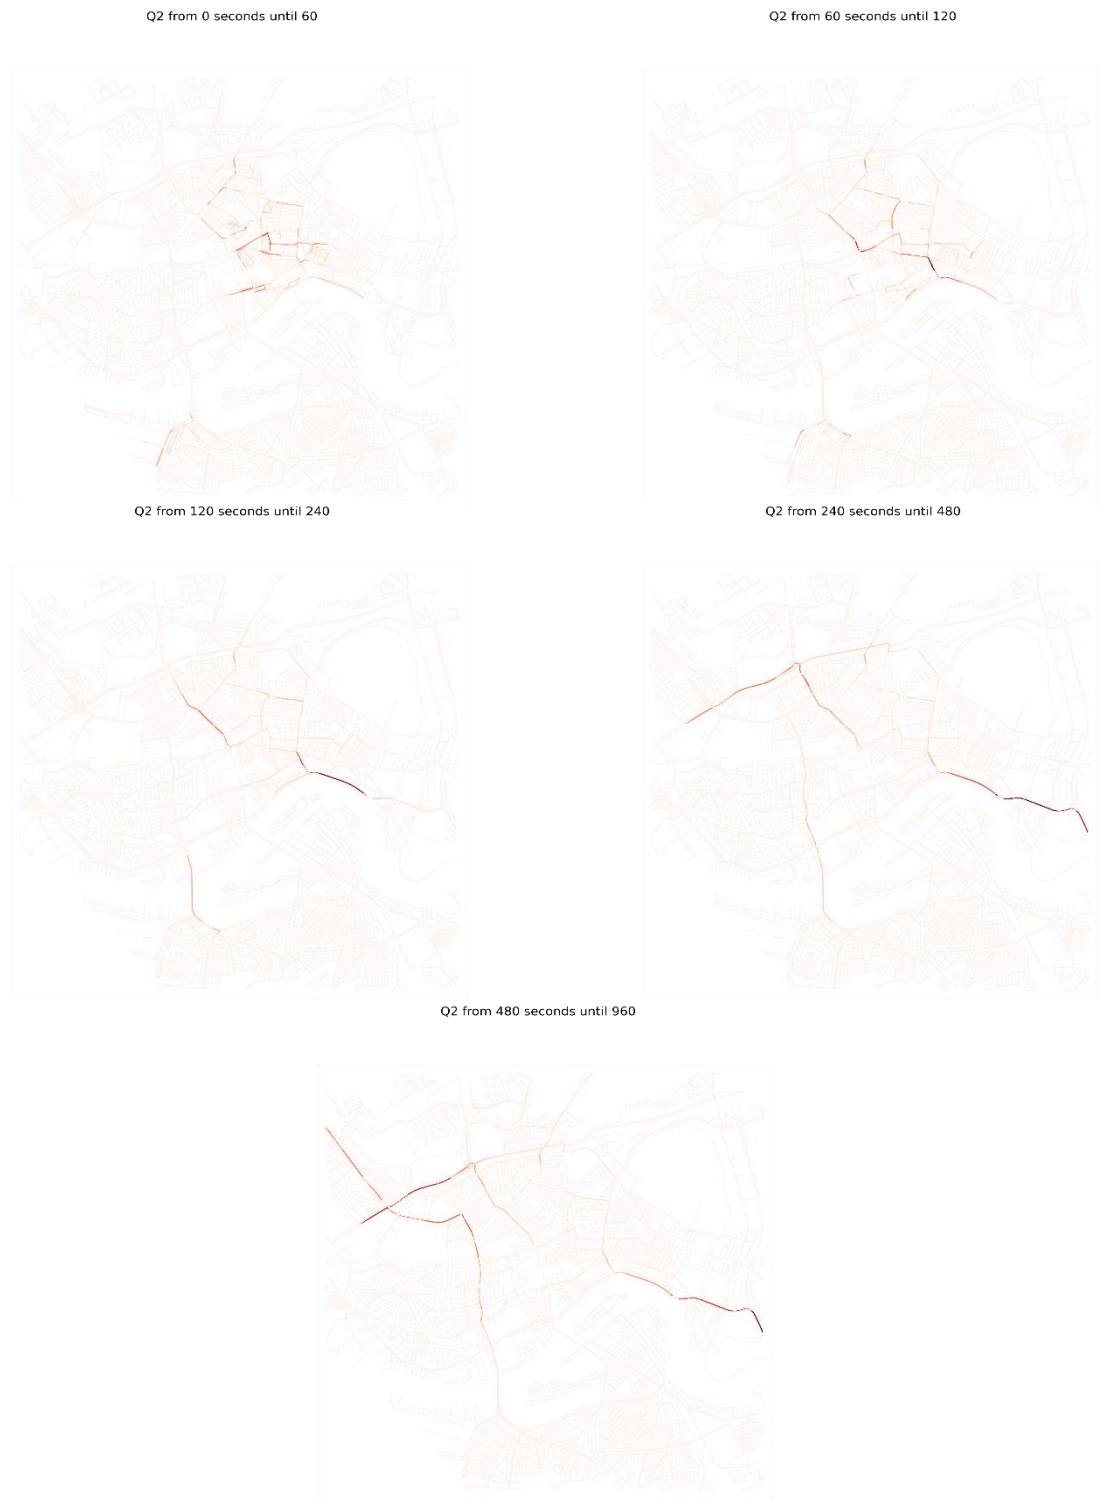 Q2 from 0 seconds until 60
Q2 from 60 seconds until 120
Q2 from 120 seconds until 240
Q2 from 240 seconds until 480
Q2 from 480 seconds until 960